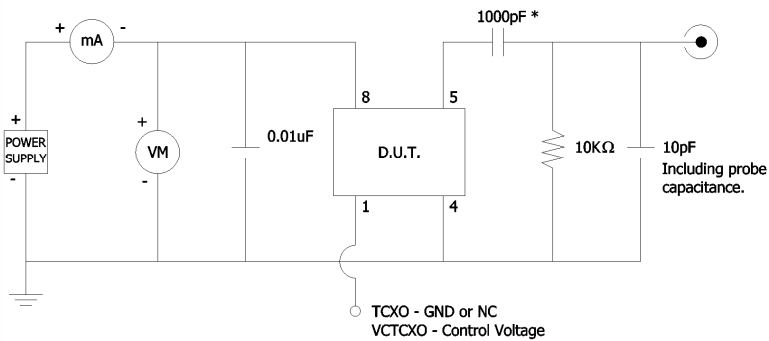 1000pF *
+ mA -
8
5
+
POWER
SUPPLY
-
+
VM
-
0.01uF
D.U.T.
10KΩ
10pF
Including probe
capacitance.
1
4
TCXO - GND or NC
VCTCXO - Control Voltage